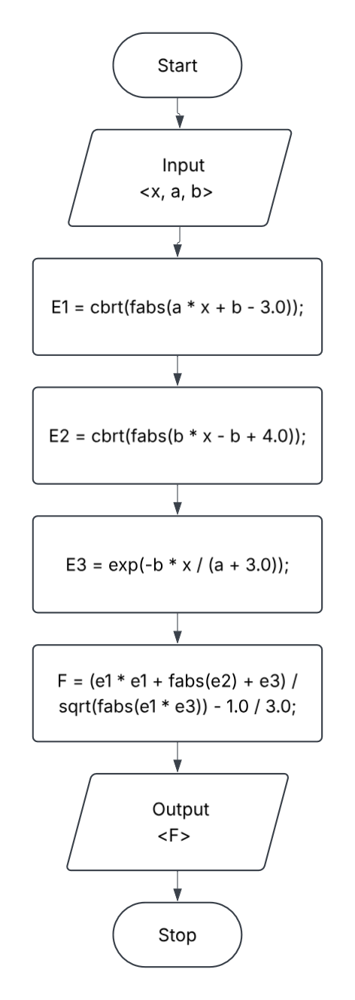 Start
Input
<x, a, b>
E1 = cbrt(fabs(a * x + b - 3.0));
E2 = cbrt(fabs(b * x - b + 4.0));
E3 = exp(-b * x / (a + 3.0));
F = (e1 * e1 + fabs(e2) + e3) /
sqrt(fabs(e1 * e3)) - 1.0 / 3.0;
Output
<F>
Stop